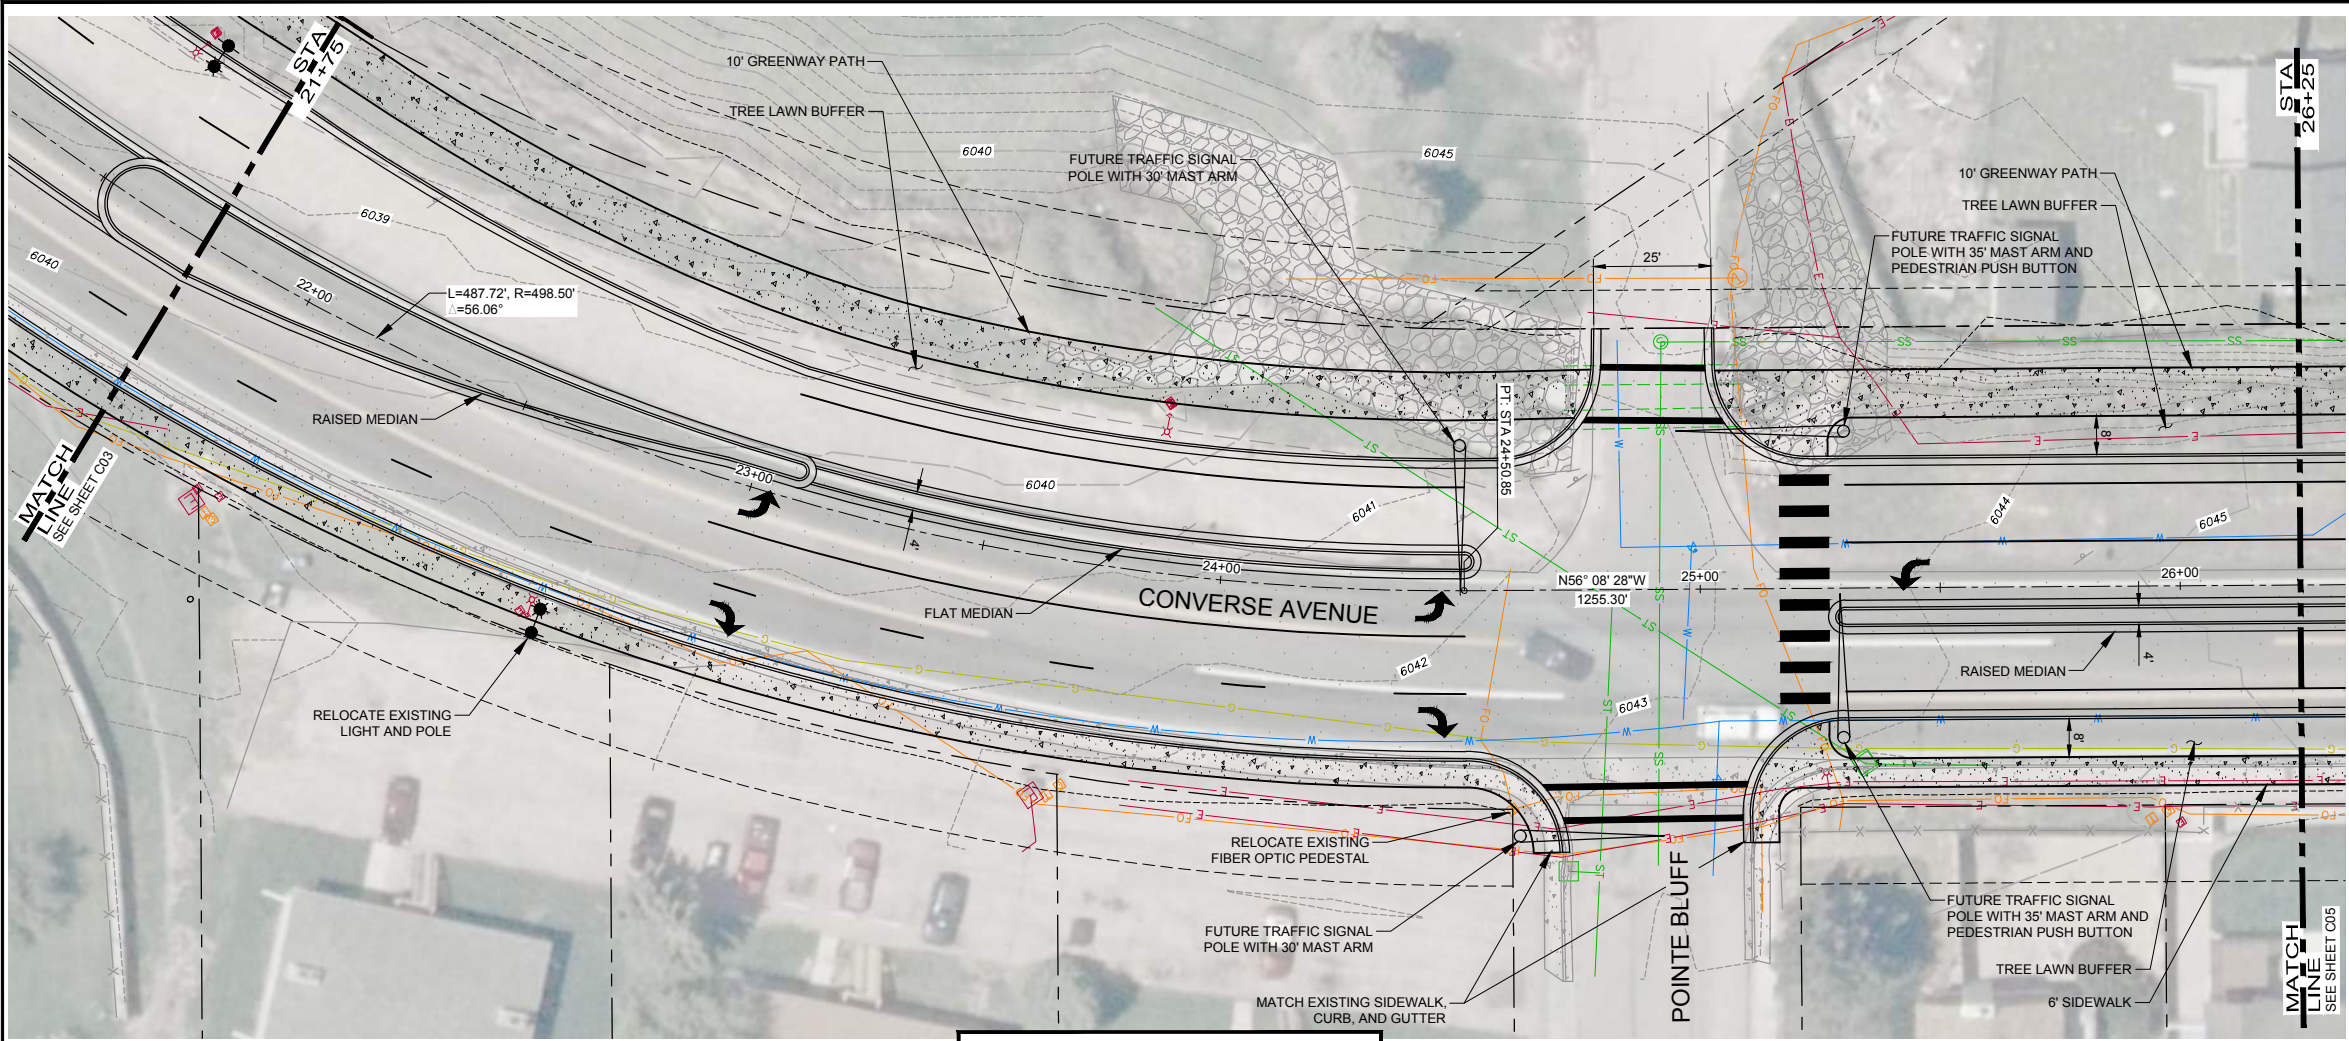 STA
21+75
10' GREENWAY PATH
TREE LAWN BUFFER
6040
FUTURE TRAFFIC SIGNAL
POLE WITH 30' MAST ARM
6045
STA
26+25
10' GREENWAY PATH
TREE LAWN BUFFER
FUTURE TRAFFIC SIGNAL
POLE WITH 35' MAST ARM AND
PEDESTRIAN PUSH BUTTON
25'
6039
6040
22+00
L=487.72', R=498.50'
△=56.06°
RAISED MEDIAN
MATCH
LINE
SEE SHEET C03
23+00
6040
4'
PT: STA 24+50.85
6041
8'
6044
6045
24+00
N56° 08' 28"W
1255.30'
25+00
26+00
FLAT MEDIAN
CONVERSE AVENUE
4'
RAISED MEDIAN
6042
6043
8'
RELOCATE EXISTING
LIGHT AND POLE
RELOCATE EXISTING
FIBER OPTIC PEDESTAL
FUTURE TRAFFIC SIGNAL
POLE WITH 30' MAST ARM
MATCH EXISTING SIDEWALK,
CURB, AND GUTTER
POINTE BLUFF
FUTURE TRAFFIC SIGNAL
POLE WITH 35' MAST ARM AND
PEDESTRIAN PUSH BUTTON
TREE LAWN BUFFER
6' SIDEWALK
MATCH
LINE
SEE SHEET C05